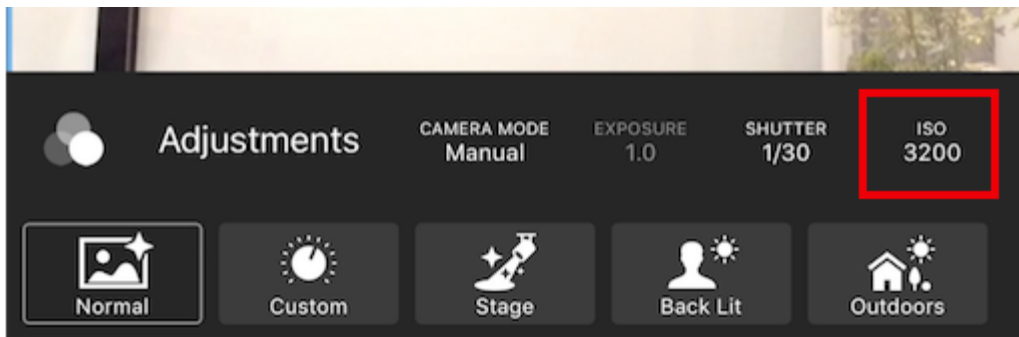 Adjustments
CAMERA MODE
Manual
EXPOSURE
1.0
SHUTTER
1/30
ISO
3200
Normal
Custom
Stage
Back Lit
Outdoors